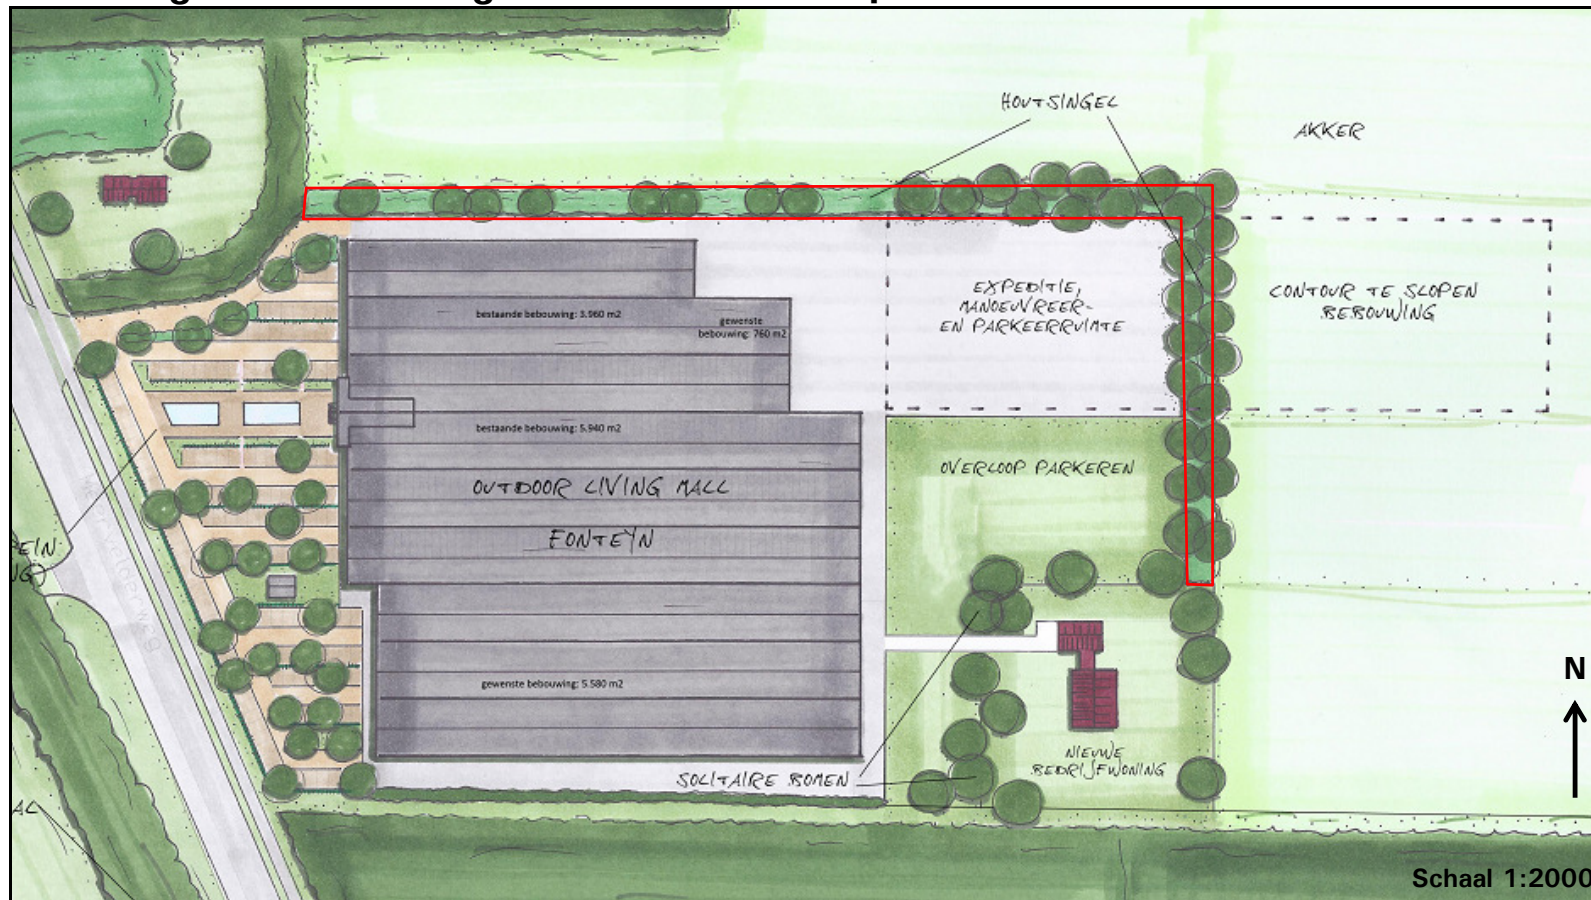 HOUTSINGEL
AKKER
EXPEDITIE,
MANOEUVREER-
EN PARKEERRUIMTE
CONTOUR TE SLOPEN
BEBOUWING
bestaande bebouwing: 3.960 m2
gewenste
bebouwing: 760 m2
bestaande bebouwing: 5.940 m2
OVERLOOP PARKEREN
OUTDOOR LIVING MALL
FONTEYN
gewenste bebouwing: 5.580 m2
SOLITAIRE BOMEN
NIEUWE
BEDRIJFWONING
N
Schaal 1:2000